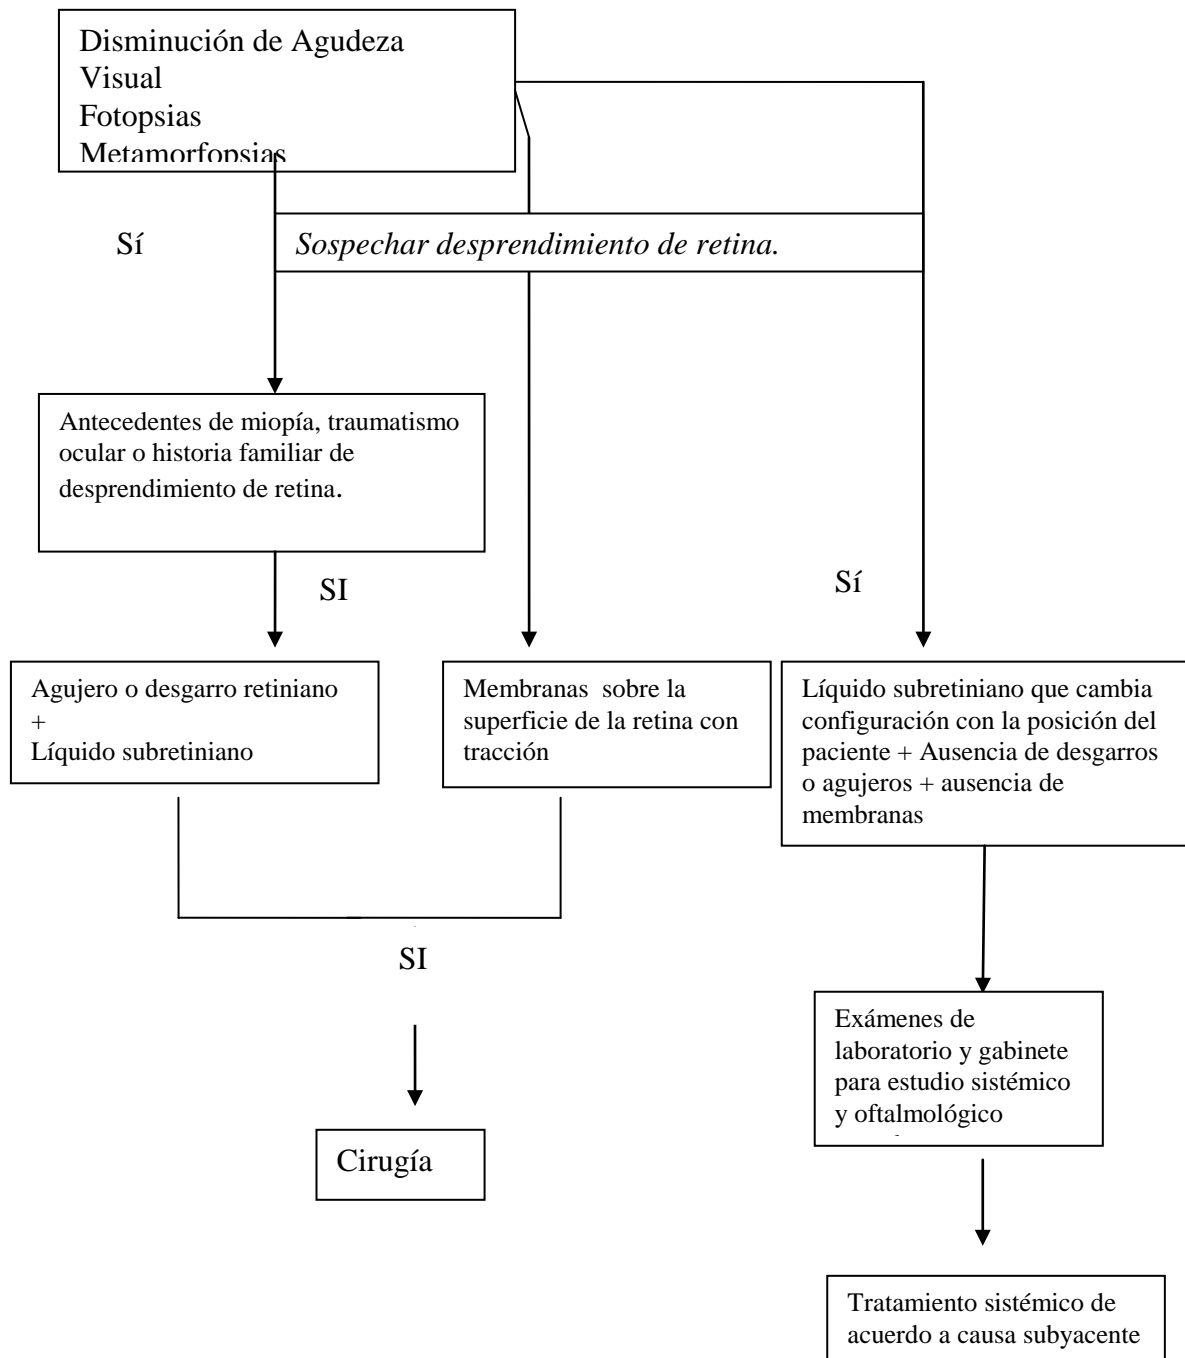 Disminución de Agudeza
Visual
Fotopsias
Metamorfopsias
Sí
Sospechar desprendimiento de retina.
Antecedentes de miopía, traumatismo
ocular o historia familiar de
desprendimiento de retina.
SI
Sí
Agujero o desgarro retiniano
+
Líquido subretiniano
Membranas sobre la
superficie de la retina con
tracción
Líquido subretiniano que cambia
configuración con la posición del
paciente + Ausencia de desgarros
o agujeros + ausencia de
membranas
SI
Exámenes de
laboratorio y gabinete
para estudio sistémico
y oftalmológico
Cirugía
Tratamiento sistémico de
acuerdo a causa subyacente